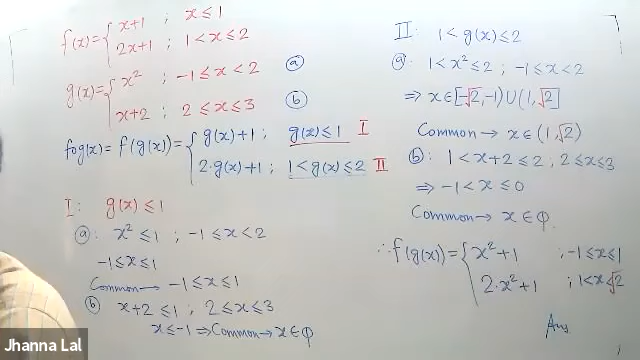 f(x) = { x+1 ; x ≤ 1
2x+1 ; 1 < x ≤ 2
g(x) = { x² ; -1 ≤ x < 2 (a)
x+2 ; 2 ≤ x ≤ 3 (b)
fog(x) = f(g(x)) = { g(x)+1 ; g(x) ≤ 1 I
2·g(x)+1 ; 1 < g(x) ≤ 2 II
I: g(x) ≤ 1
(a): x² ≤ 1 ; -1 ≤ x < 2
-1 ≤ x ≤ 1
Common → -1 ≤ x ≤ 1
(b) x+2 ≤ 1 ; 2 ≤ x ≤ 3
x ≤ -1 ⇒ Common → x ∈ Φ
II: 1 < g(x) ≤ 2
(a): 1 < x² ≤ 2 ; -1 ≤ x < 2
⇒ x ∈ [-√2, -1) ∪ (1, √2]
Common → x ∈ (1, √2)
(b): 1 < x+2 ≤ 2 ; 2 ≤ x ≤ 3
⇒ -1 < x ≤ 0
Common → x ∈ Φ.
∴ f(g(x)) = { x²+1 ; -1 ≤ x ≤ 1
2·x²+1 ; 1 < x ≤ √2
Ans
Jhanna Lal